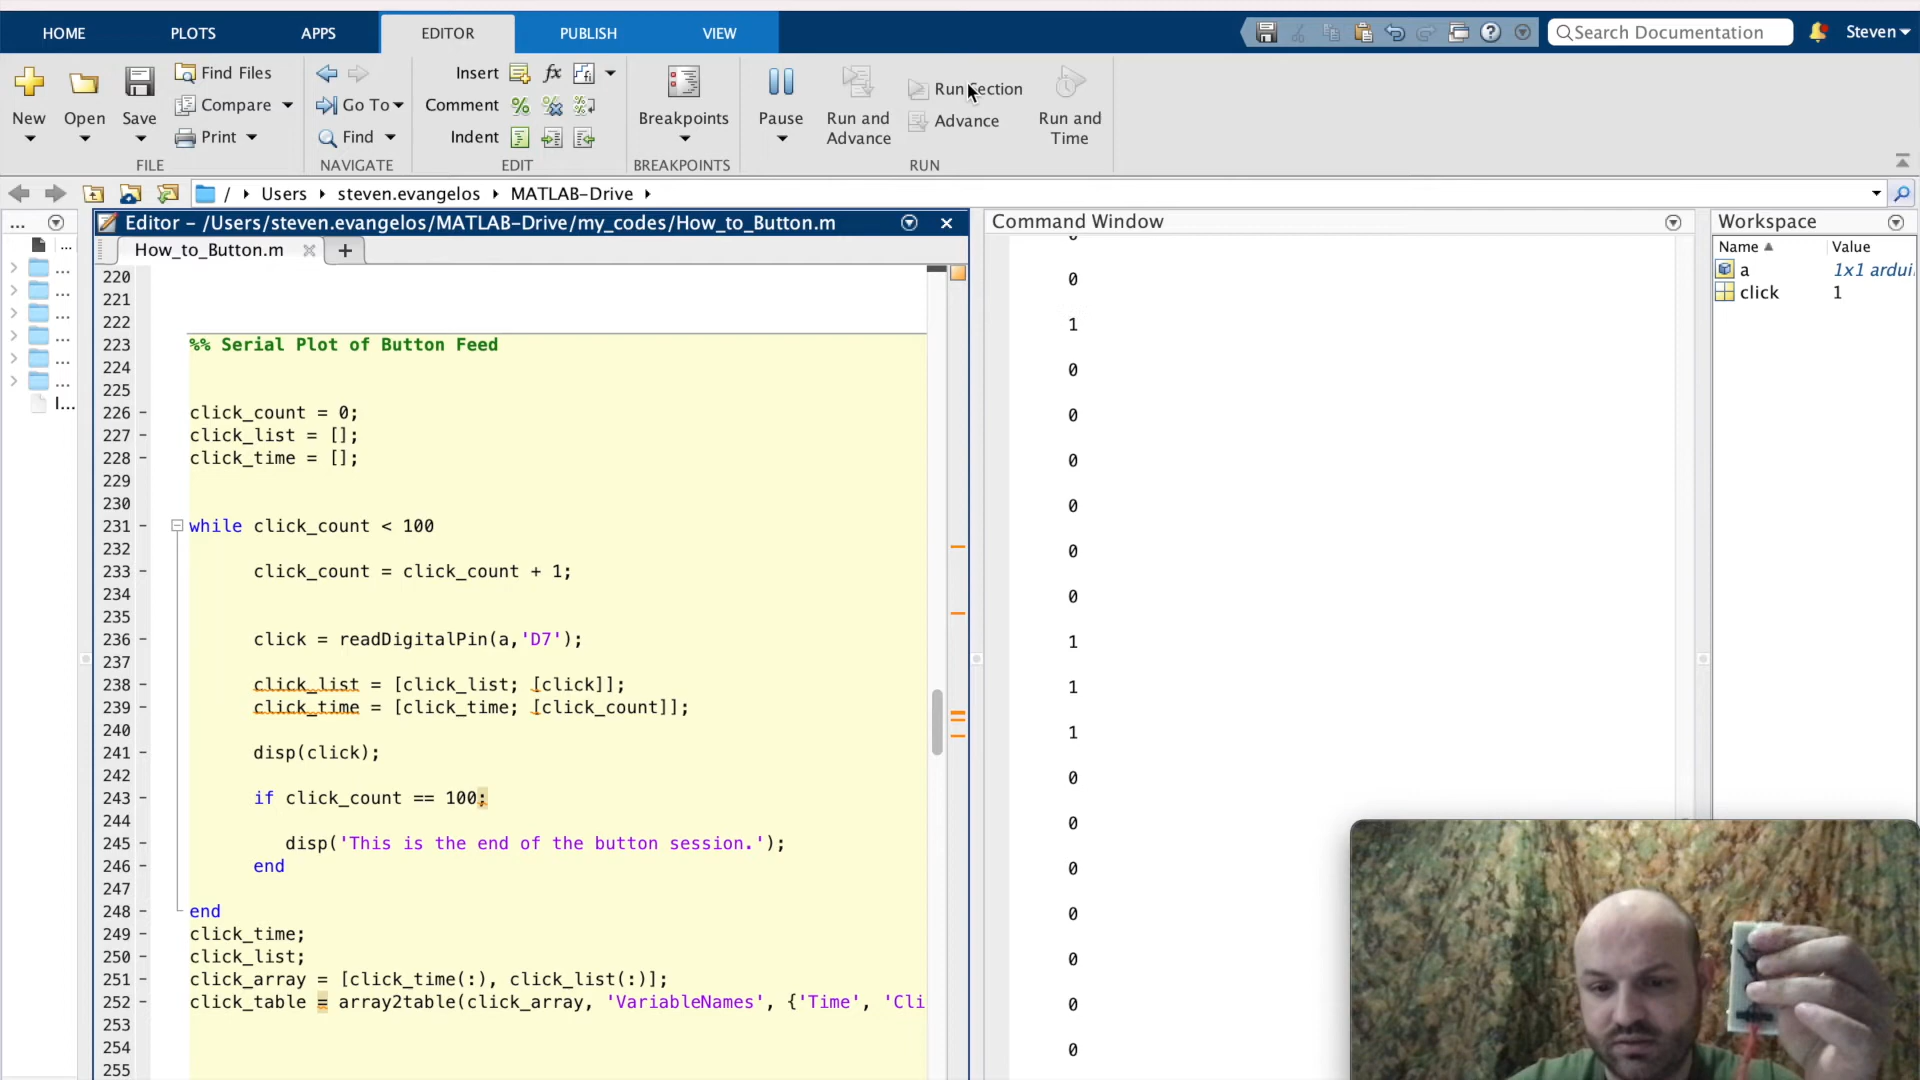 HOME PLOTS APPS EDITOR PUBLISH VIEW Search Documentation Steven
New Open Save Find Files Compare Print FILE
Go To Find NAVIGATE
Insert fx Comment Indent EDIT
Breakpoints BREAKPOINTS
Pause Run and Advance Run Section Advance Run and Time RUN
/ Users steven.evangelos MATLAB-Drive
Editor – /Users/steven.evangelos/MATLAB-Drive/my_codes/How_to_Button.m
How_to_Button.m
220
221
222
223 %% Serial Plot of Button Feed
224
225
226 – click_count = 0;
227 – click_list = [];
228 – click_time = [];
229
230
231 – while click_count < 100
232
233 – click_count = click_count + 1;
234
235
236 – click = readDigitalPin(a,'D7');
237
238 – click_list = [click_list; [click]];
239 – click_time = [click_time; [click_count]];
240
241 – disp(click);
242
243 – if click_count == 100;
244
245 – disp('This is the end of the button session.');
246 – end
247
248 – end
249 – click_time;
250 – click_list;
251 – click_array = [click_time(:), click_list(:)];
252 – click_table = array2table(click_array, 'VariableNames', {'Time', 'Cli
253
254
255
Command Window
0
1
0
0
0
0
0
0
1
1
1
0
0
0
0
0
0
0
Workspace
Name Value
a 1x1 ardui
click 1